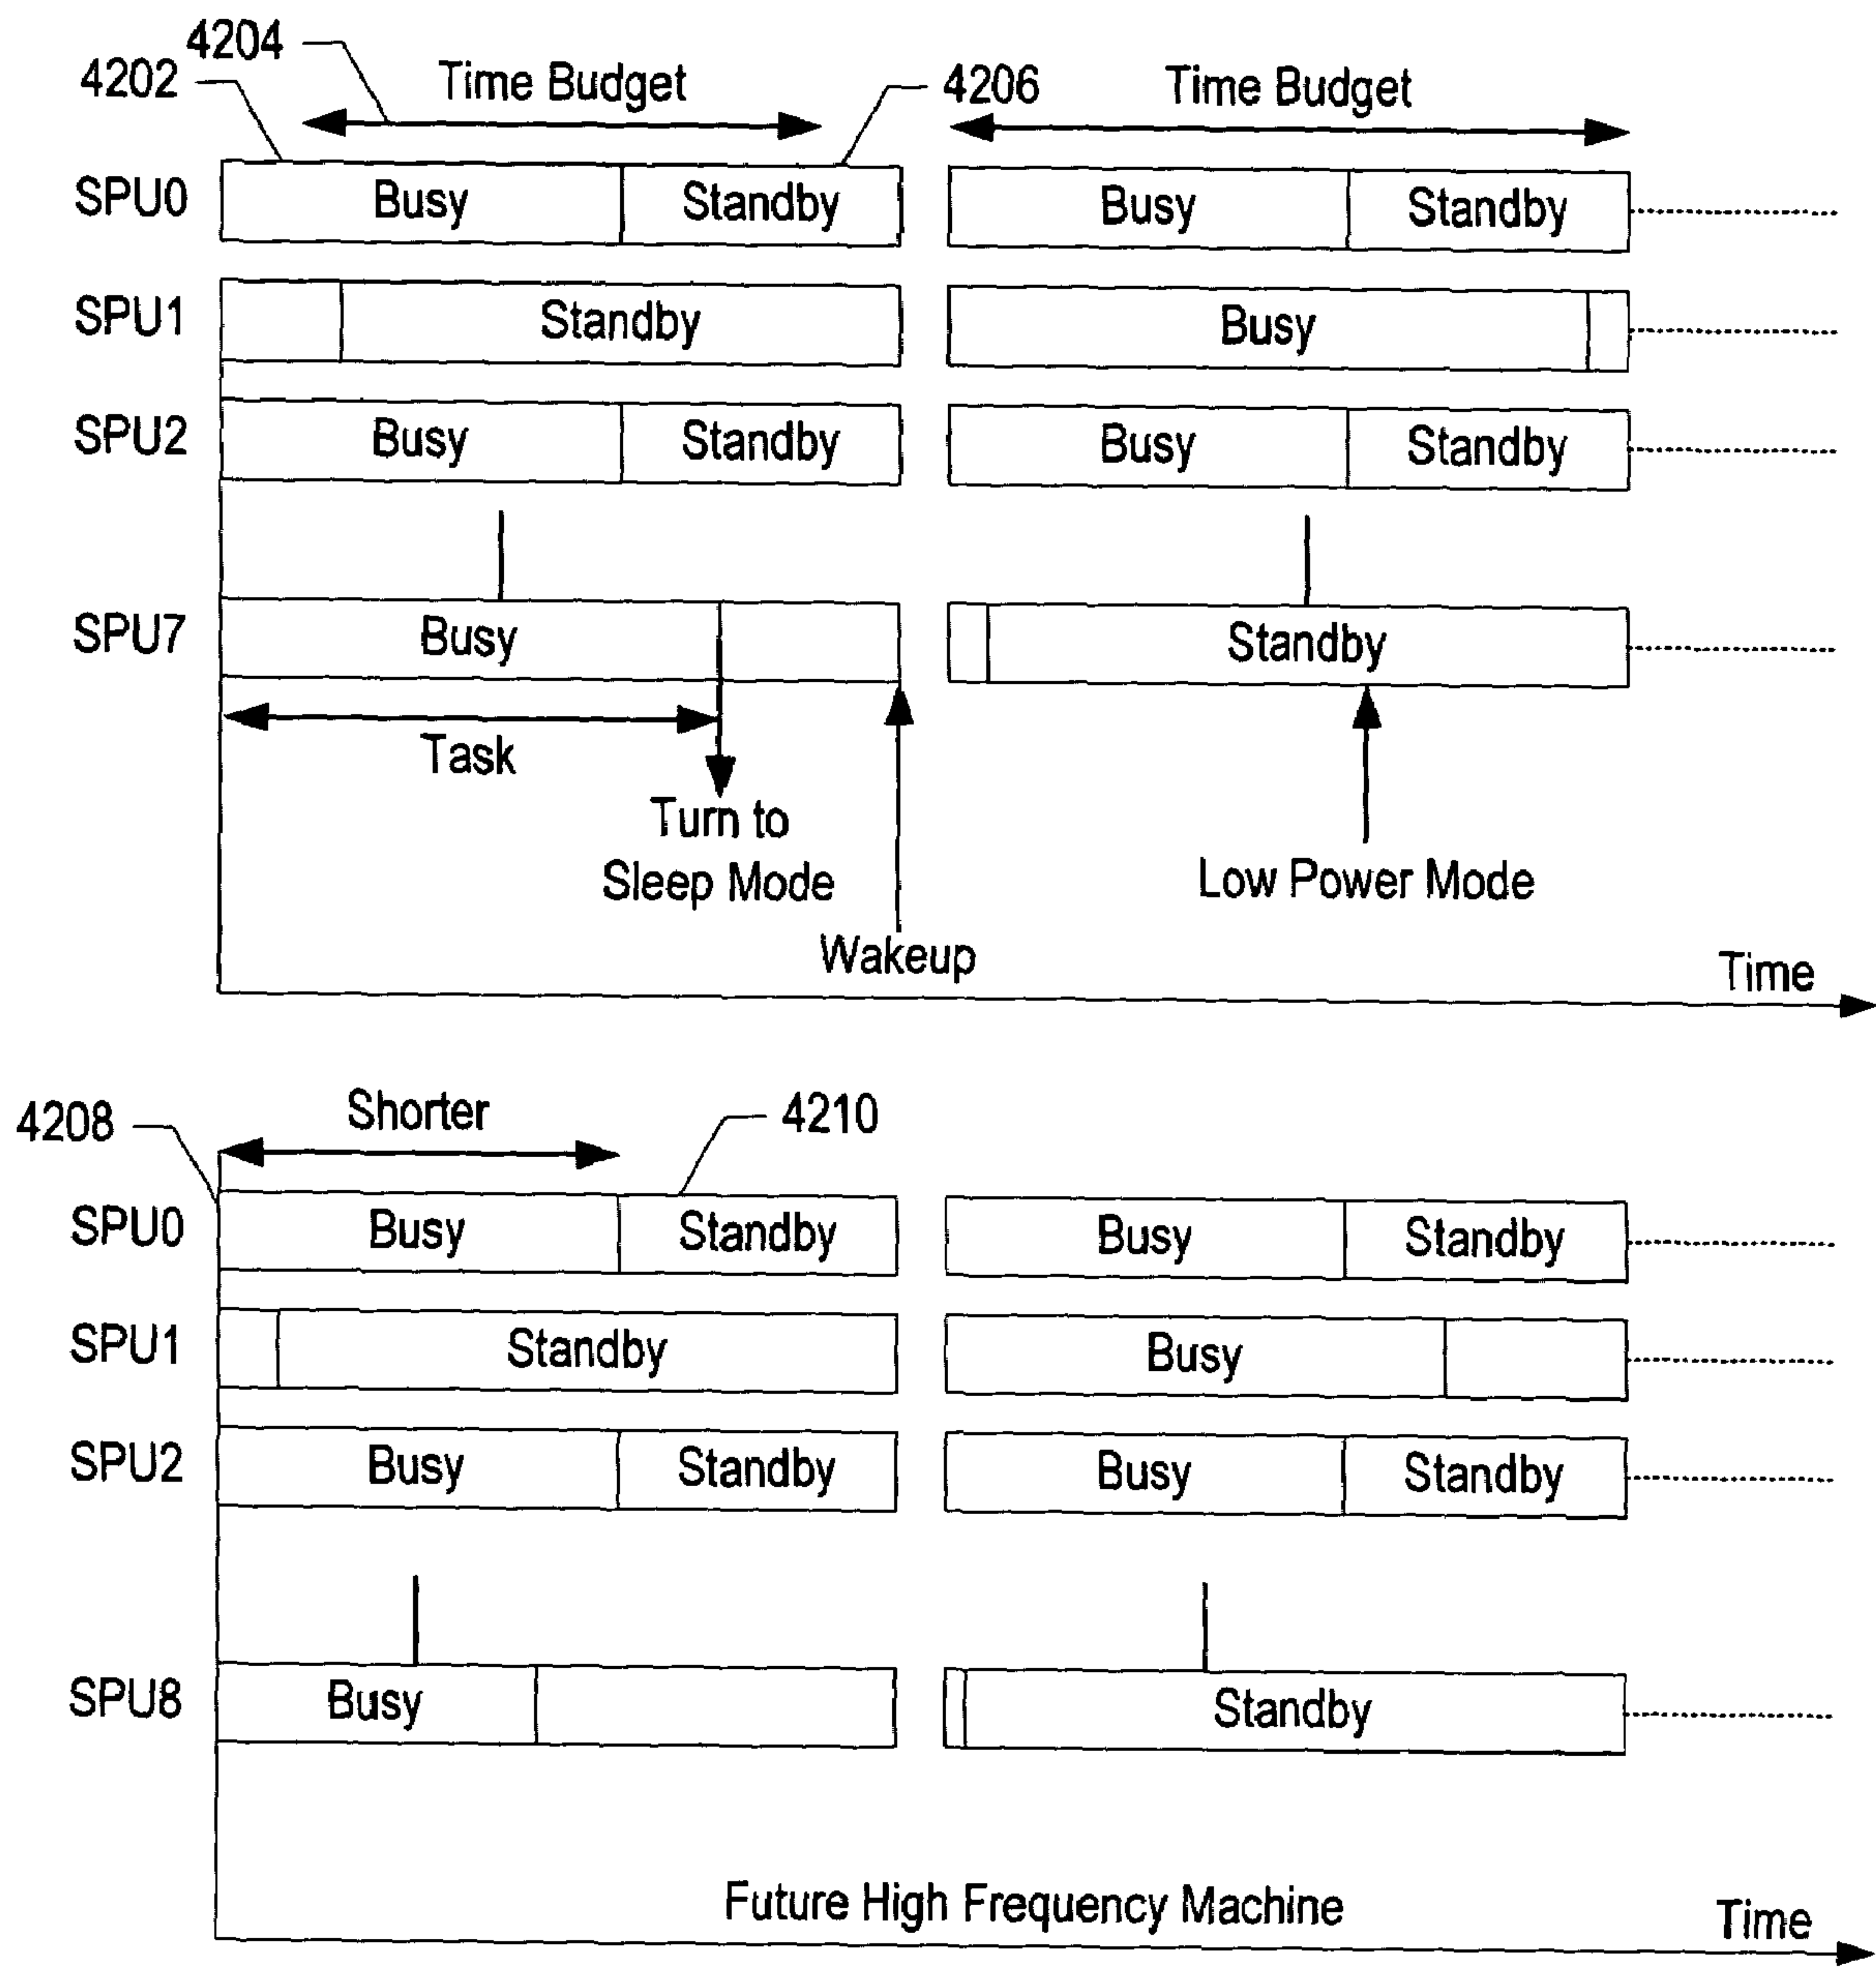 4204
4202
Time Budget
4206
Time Budget
SPU0
Busy
Standby
Busy
Standby
SPU1
Standby
Busy
SPU2
Busy
Standby
Busy
Standby
SPU7
Busy
Standby
Task
Turn to
Sleep Mode
Low Power Mode
Wakeup
Time
4208
Shorter
4210
SPU0
Busy
Standby
Busy
Standby
SPU1
Standby
Busy
SPU2
Busy
Standby
Busy
Standby
SPU8
Busy
Standby
Future High Frequency Machine
Time